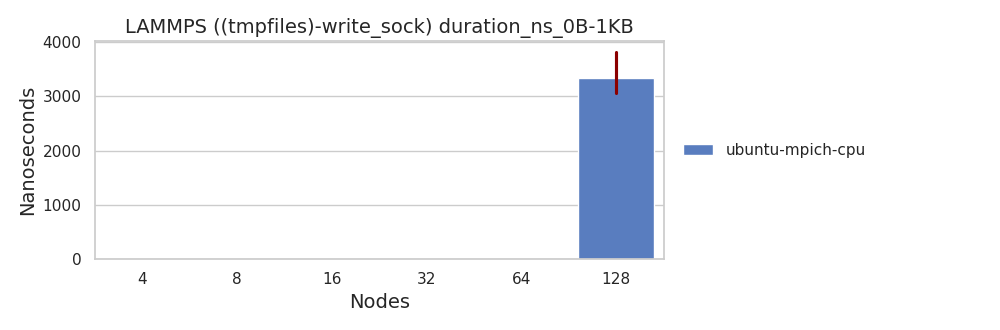 LAMMPS ((tmpfiles)-write_sock) duration_ns_0B-1KB
Nanoseconds
4000
3000
2000
1000
0
4 8 16 32 64 128
Nodes
ubuntu-mpich-cpu